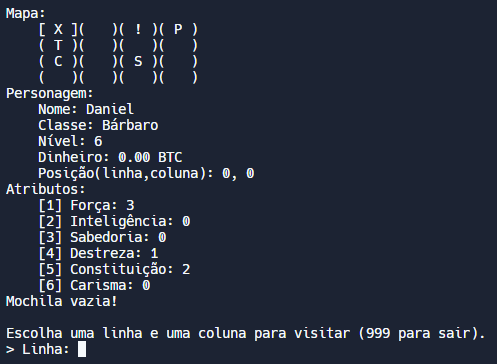 Mapa:
    [ X ](   )( ! )( P )
    ( T )(   )(   )(   )
    ( C )(   )( S )(   )
    (   )(   )(   )(   )
Personagem:
    Nome: Daniel
    Classe: Bárbaro
    Nível: 6
    Dinheiro: 0.00 BTC
    Posição(linha,coluna): 0, 0
Atributos:
    [1] Força: 3
    [2] Inteligência: 0
    [3] Sabedoria: 0
    [4] Destreza: 1
    [5] Constituição: 2
    [6] Carisma: 0
Mochila vazia!

Escolha uma linha e uma coluna para visitar (999 para sair).
> Linha: